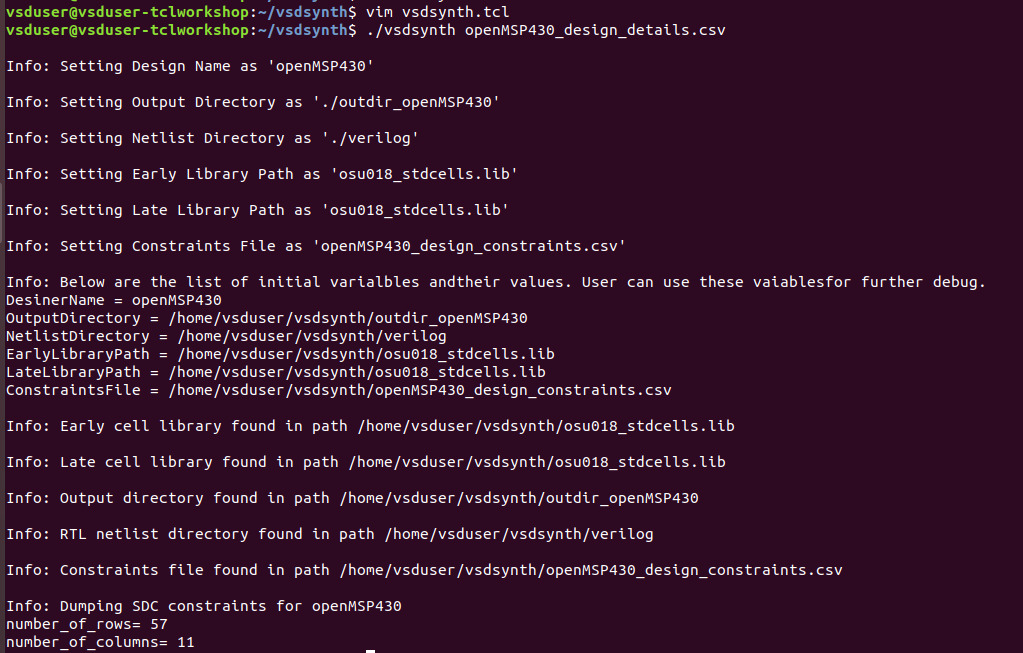 vsduser@vsduser-tclworkshop:~/vsdsynth$ vim vsdsynth.tcl
vsduser@vsduser-tclworkshop:~/vsdsynth$ ./vsdsynth openMSP430_design_details.csv
Info: Setting Design Name as 'openMSP430'
Info: Setting Output Directory as './outdir_openMSP430'
Info: Setting Netlist Directory as './verilog'
Info: Setting Early Library Path as 'osu018_stdcells.lib'
Info: Setting Late Library Path as 'osu018_stdcells.lib'
Info: Setting Constraints File as 'openMSP430_design_constraints.csv'
Info: Below are the list of initial varialbles andtheir values. User can use these vaiablesfor further debug.
DesinerName = openMSP430
OutputDirectory = /home/vsduser/vsdsynth/outdir_openMSP430
NetlistDirectory = /home/vsduser/vsdsynth/verilog
EarlyLibraryPath = /home/vsduser/vsdsynth/osu018_stdcells.lib
LateLibraryPath = /home/vsduser/vsdsynth/osu018_stdcells.lib
ConstraintsFile = /home/vsduser/vsdsynth/openMSP430_design_constraints.csv
Info: Early cell library found in path /home/vsduser/vsdsynth/osu018_stdcells.lib
Info: Late cell library found in path /home/vsduser/vsdsynth/osu018_stdcells.lib
Info: Output directory found in path /home/vsduser/vsdsynth/outdir_openMSP430
Info: RTL netlist directory found in path /home/vsduser/vsdsynth/verilog
Info: Constraints file found in path /home/vsduser/vsdsynth/openMSP430_design_constraints.csv
Info: Dumping SDC constraints for openMSP430
number_of_rows= 57
number_of_columns= 11